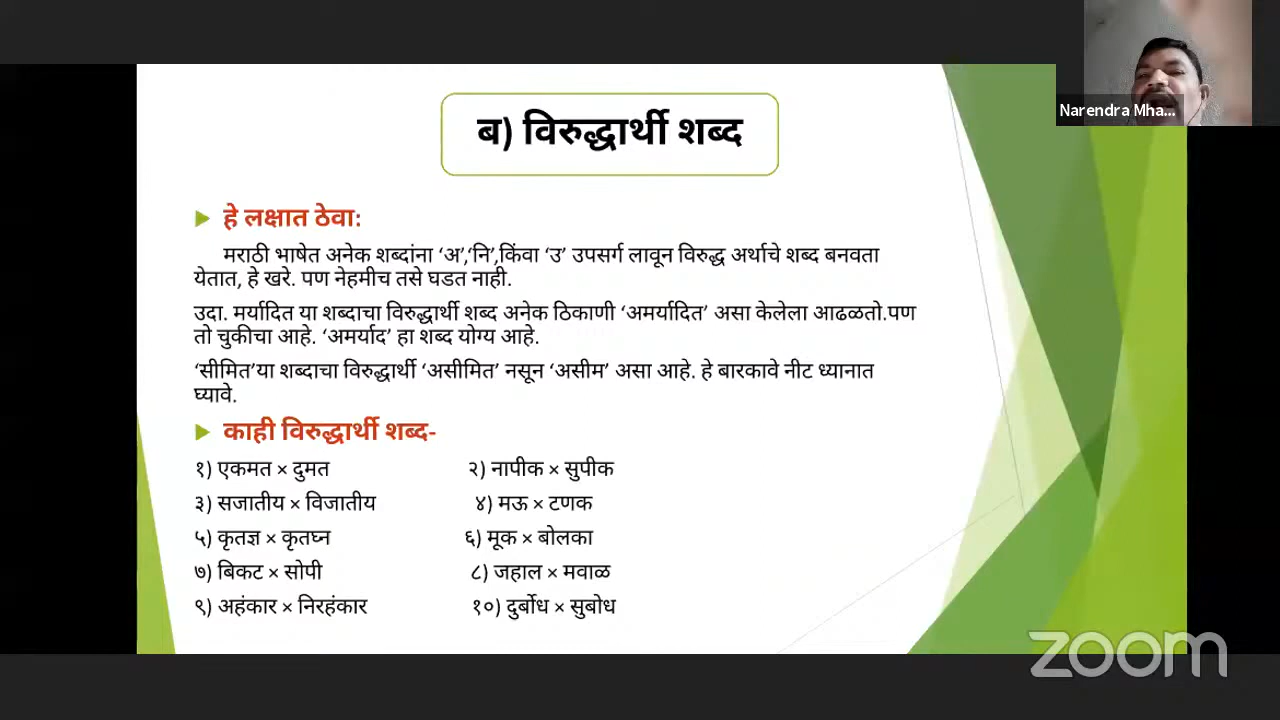 Narendra Mha...
ब) विरुद्धार्थी शब्द
हे लक्षात ठेवा:
मराठी भाषेत अनेक शब्दांना ‘अ’,‘नि’,किंवा ‘उ’ उपसर्ग लावून विरुद्ध अर्थाचे शब्द बनवता
येतात, हे खरे. पण नेहमीच तसे घडत नाही.
उदा. मर्यादित या शब्दाचा विरुद्धार्थी शब्द अनेक ठिकाणी ‘अमर्यादित’ असा केलेला आढळतो.पण
तो चुकीचा आहे. ‘अमर्याद’ हा शब्द योग्य आहे.
‘सीमित’या शब्दाचा विरुद्धार्थी ‘असीमित’ नसून ‘असीम’ असा आहे. हे बारकावे नीट ध्यानात
घ्यावे.
काही विरुद्धार्थी शब्द-
१) एकमत × दुमत २) नापीक × सुपीक
३) सजातीय × विजातीय ४) मऊ × टणक
५) कृतज्ञ × कृतघ्न ६) मूक × बोलका
७) बिकट × सोपी ८) जहाल × मवाळ
९) अहंकार × निरहंकार १०) दुर्बोध × सुबोध
zoom